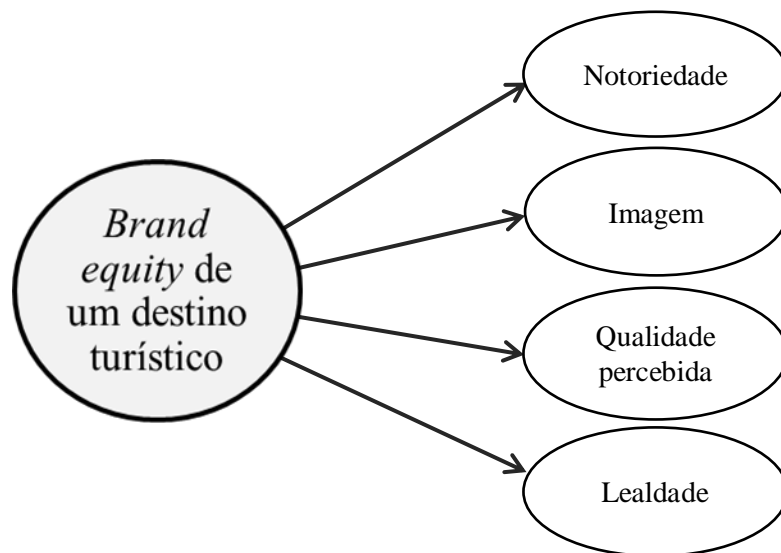 Brand
equity de
um destino
turístico
Notoriedade
Imagem
Qualidade
percebida
Lealdade